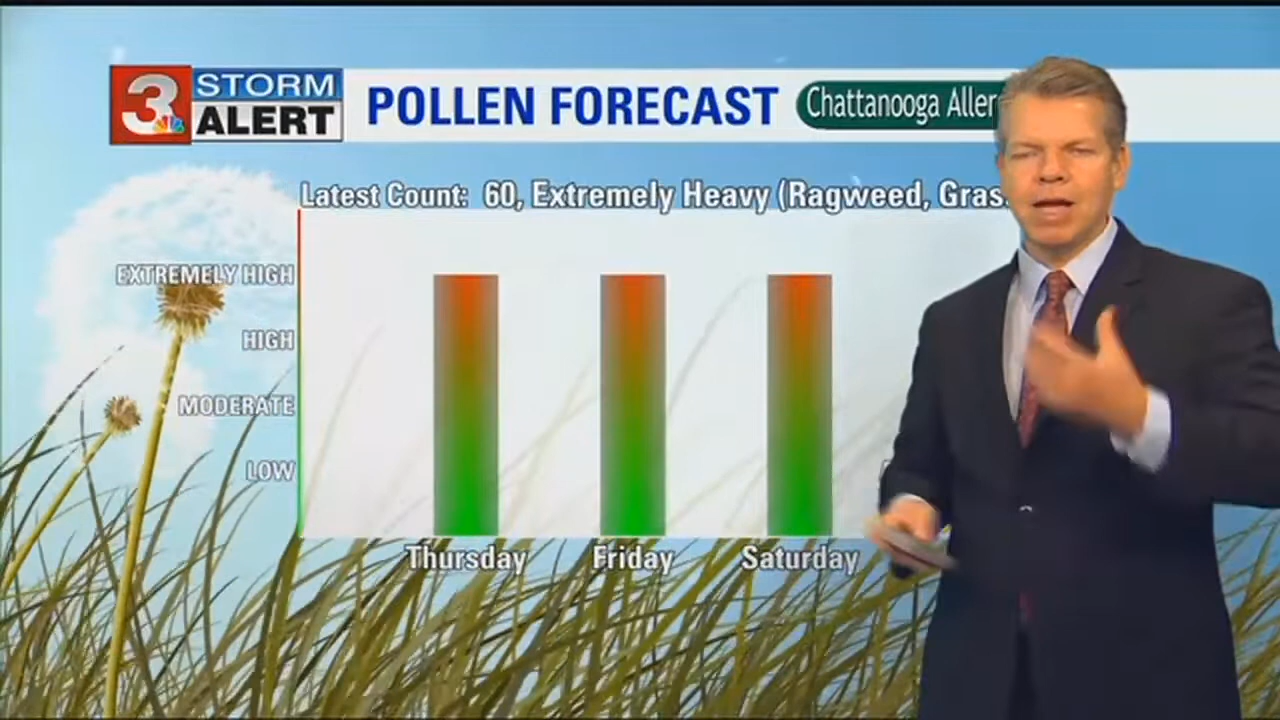 3 STORM ALERT
POLLEN FORECAST
Chattanooga
Latest Count: 60, Extremely Heavy (Ragweed,
EXTREMELY HIGH
HIGH
MODERATE
LOW
Thursday Friday Saturday